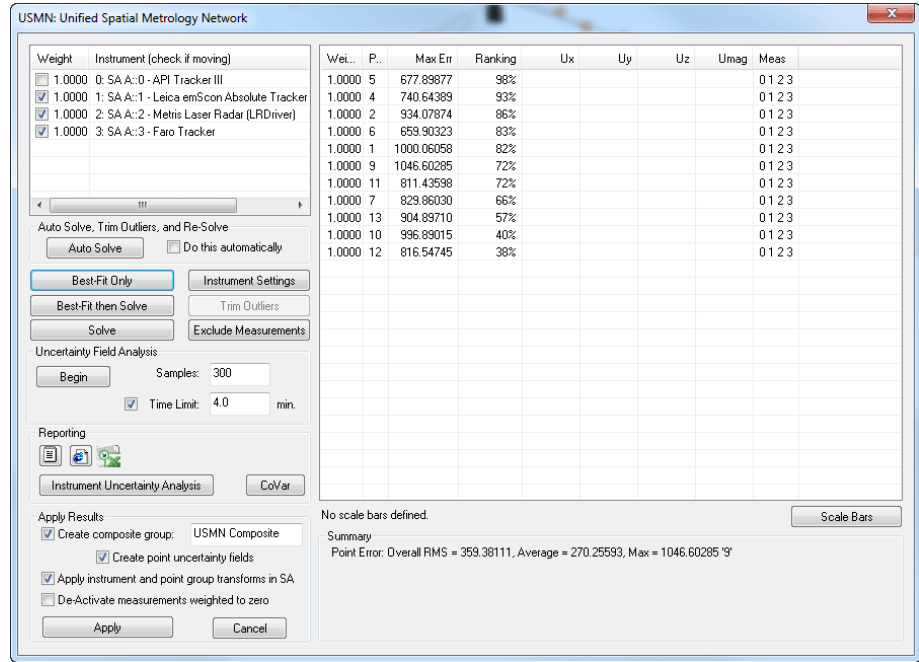 USMN: Unified Spatial Metrology Network
Weight Instrument (check if moving)
1.0000 0: SA A::0 - API Tracker III
1.0000 1: SA A::1 - Leica emScon Absolute Tracker
1.0000 2: SA A::2 - Metris Laser Radar (LRDriver)
1.0000 3: SA A::3 - Faro Tracker
Auto Solve, Trim Outliers, and Re-Solve
Auto Solve Do this automatically
Best-Fit Only Instrument Settings
Best-Fit then Solve Trim Outliers
Solve Exclude Measurements
Uncertainty Field Analysis
Begin Samples: 300
Time Limit: 4.0 min.
Reporting
Instrument Uncertainty Analysis CoVar
Apply Results
Create composite group: USMN Composite
Create point uncertainty fields
Apply instrument and point group transforms in SA
De-Activate measurements weighted to zero
Apply Cancel
Wei... P.. Max Err Ranking Ux Uy Uz Umag Meas
1.0000 5 677.89877 98% 0 1 2 3
1.0000 4 740.64389 93% 0 1 2 3
1.0000 2 934.07874 86% 0 1 2 3
1.0000 6 659.90323 83% 0 1 2 3
1.0000 1 1000.06058 82% 0 1 2 3
1.0000 9 1046.60285 72% 0 1 2 3
1.0000 11 811.43598 72% 0 1 2 3
1.0000 7 829.86030 66% 0 1 2 3
1.0000 13 904.89710 57% 0 1 2 3
1.0000 10 996.89015 40% 0 1 2 3
1.0000 12 816.54745 38% 0 1 2 3
No scale bars defined. Scale Bars
Summary
Point Error: Overall RMS = 359.38111, Average = 270.25593, Max = 1046.60285 '9'